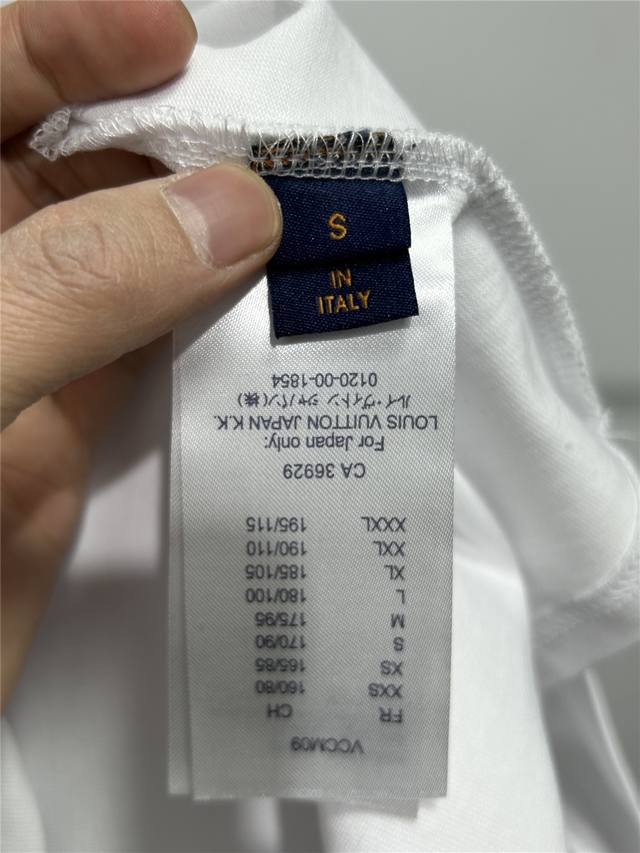 S
IN
ITALY
VCCM09
FR CH
XXS 160/80
XS 165/85
S 170/90
M 175/95
L 180/100
XL 185/105
XXL 190/110
XXXL 195/115
CA 36929
For Japan only:
LOUIS VUITTON JAPAN K.K.
ルイ・ヴィトン ジャパン(株)
0120-00-1854